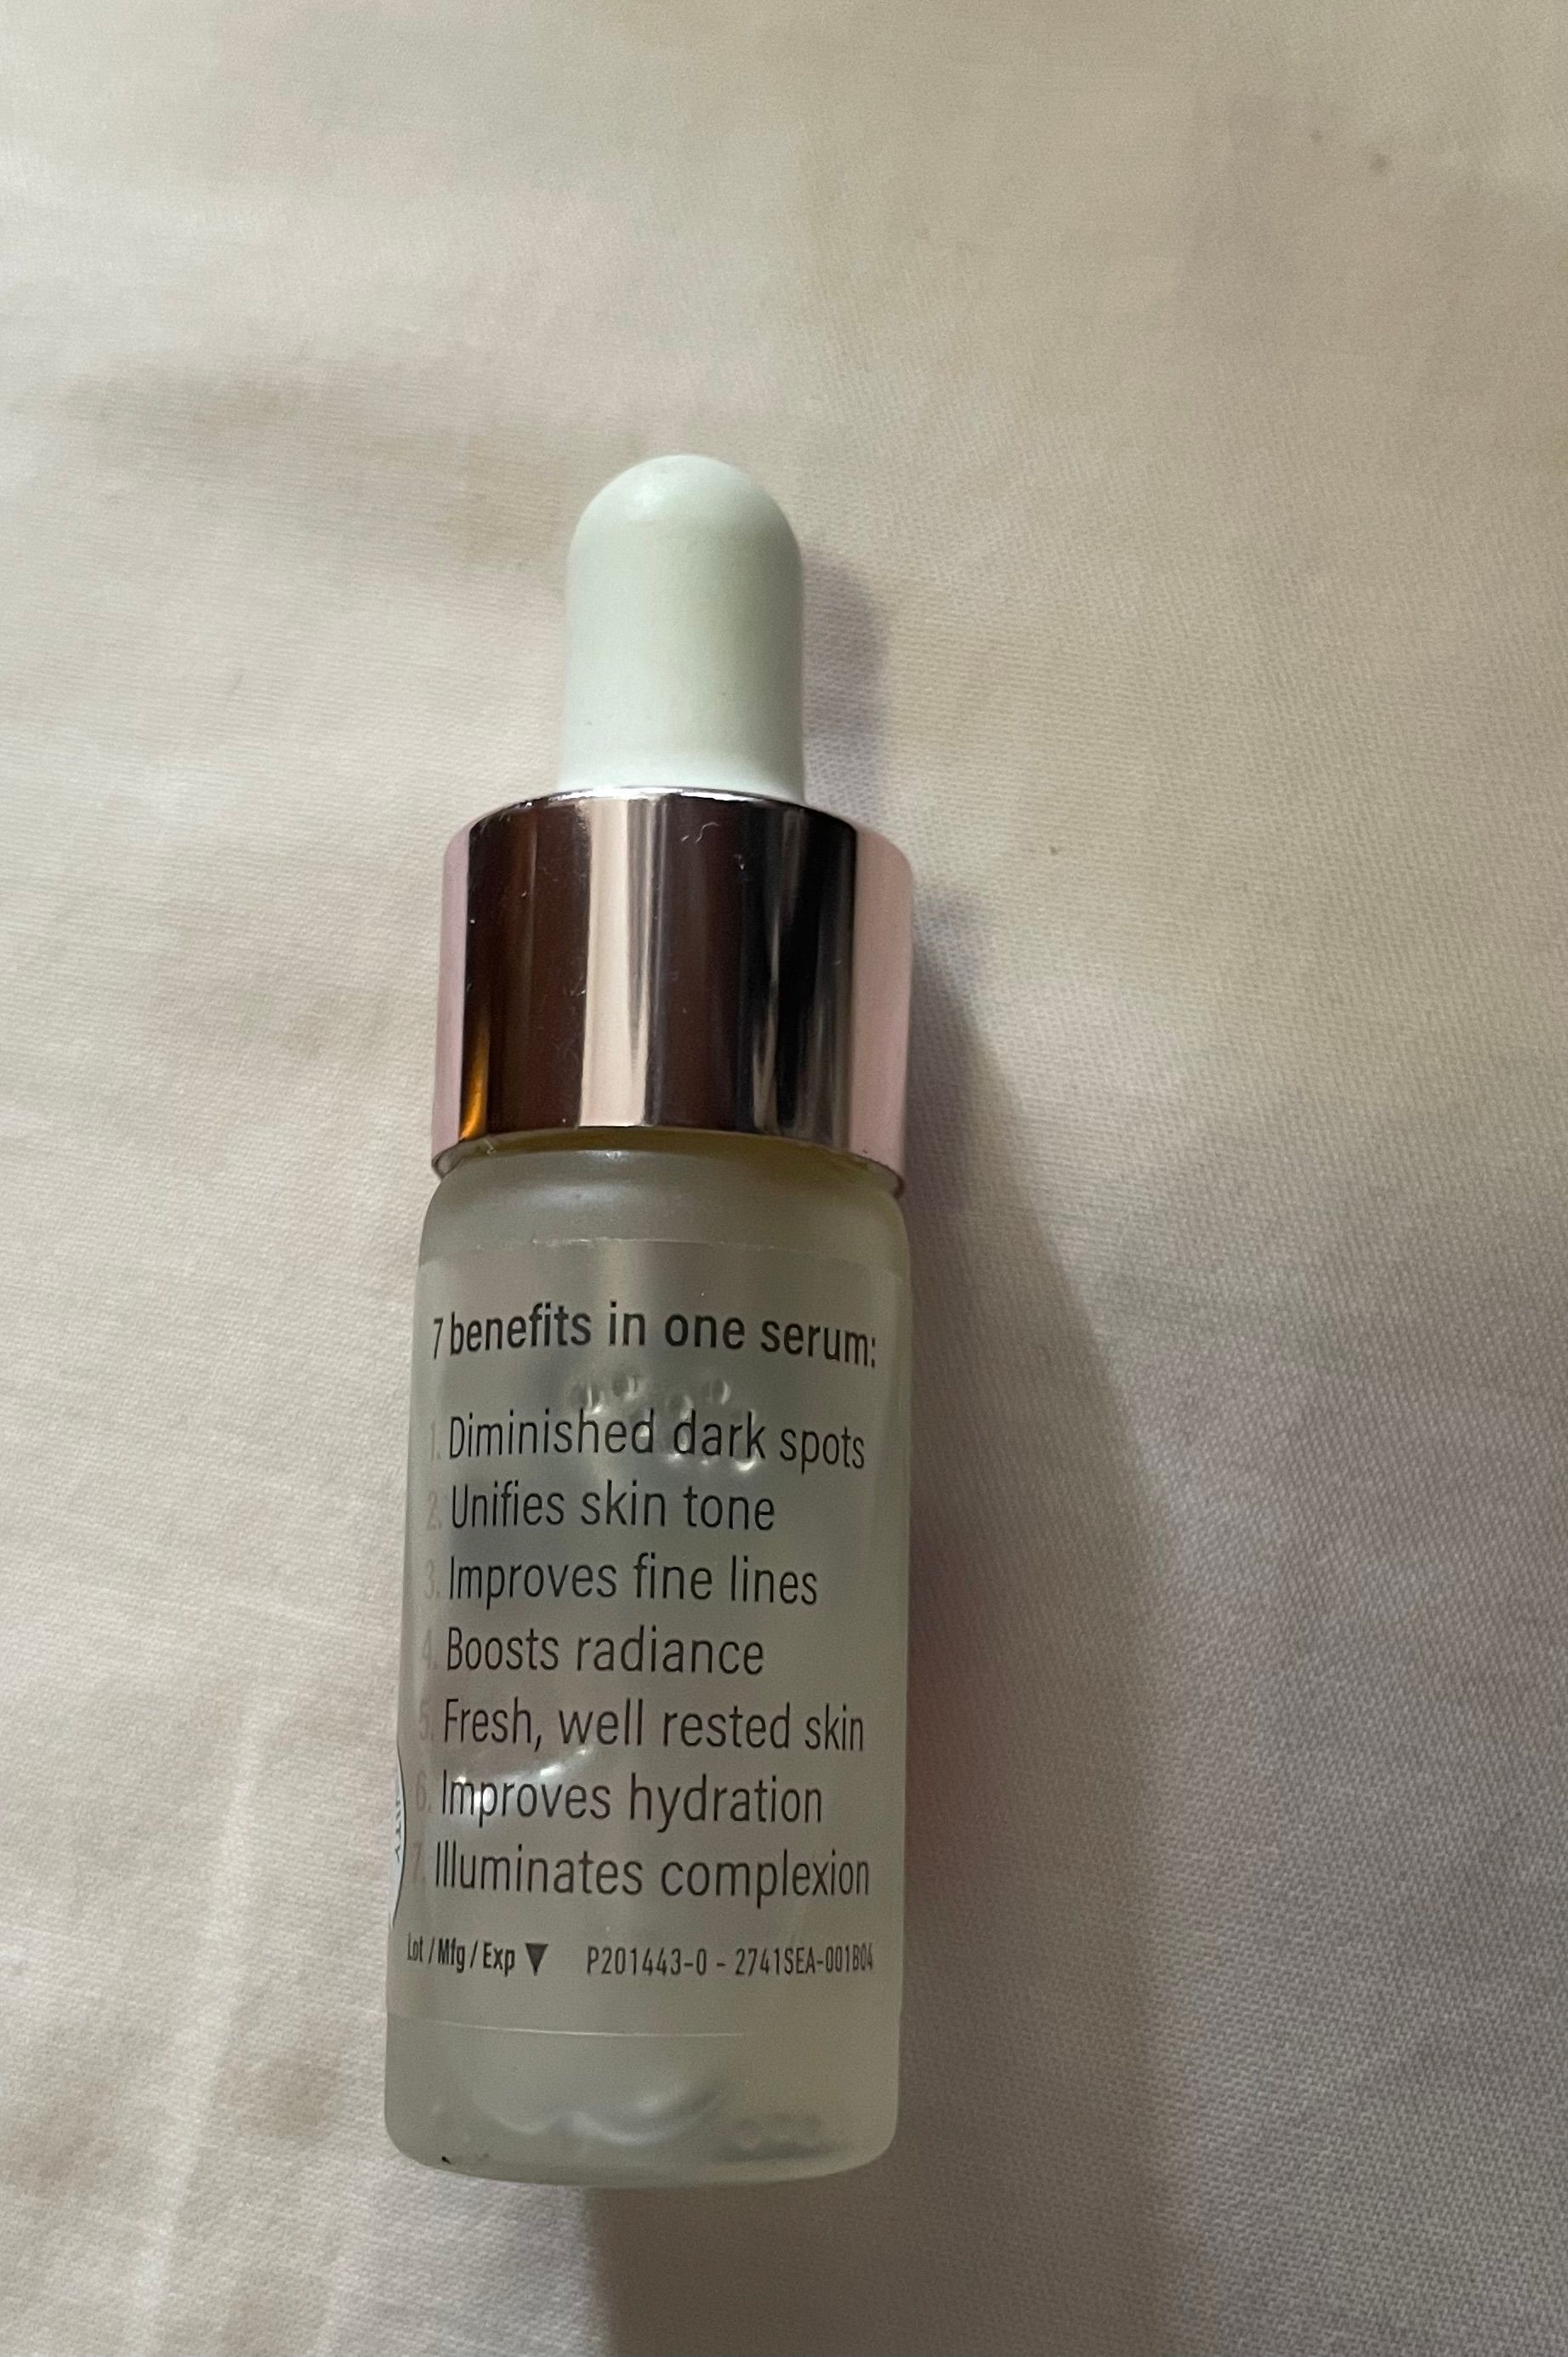 7 benefits in one serum:
1. Diminished dark spots
2. Unifies skin tone
3. Improves fine lines
4. Boosts radiance
5. Fresh, well rested skin
6. Improves hydration
7. Illuminates complexion
Lot / Mfg / Exp ▼ P201443-0 - 2741SEA-001B04